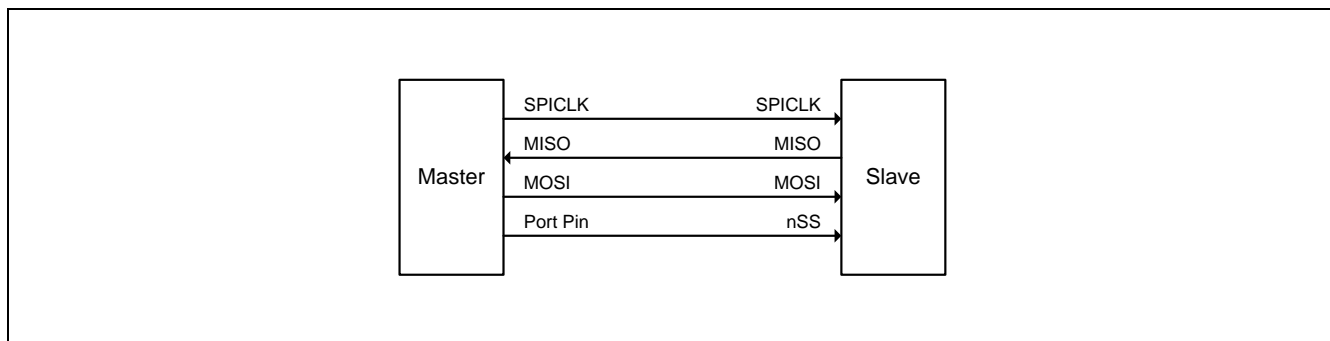 SPICLK SPICLK
MISO MISO
Master MOSI MOSI Slave
Port Pin nSS